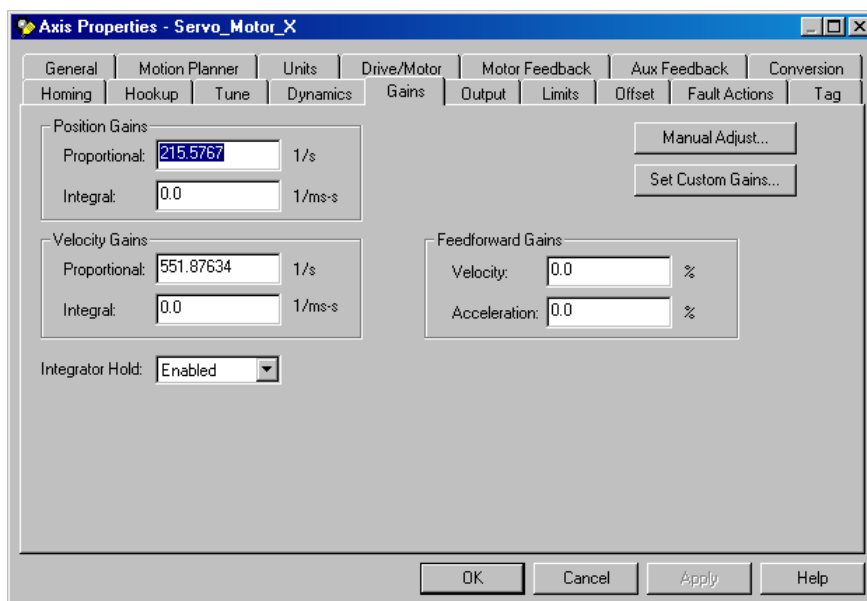 Axis Properties - Servo_Motor_X
General Motion Planner Units Drive/Motor Motor Feedback Aux Feedback Conversion
Homing Hookup Tune Dynamics Gains Output Limits Offset Fault Actions Tag
Position Gains
Proportional: 215.5767 1/s
Integral: 0.0 1/ms-s
Manual Adjust...
Set Custom Gains...
Velocity Gains
Proportional: 551.87634 1/s
Integral: 0.0 1/ms-s
Feedforward Gains
Velocity: 0.0 %
Acceleration: 0.0 %
Integrator Hold: Enabled
OK Cancel Apply Help